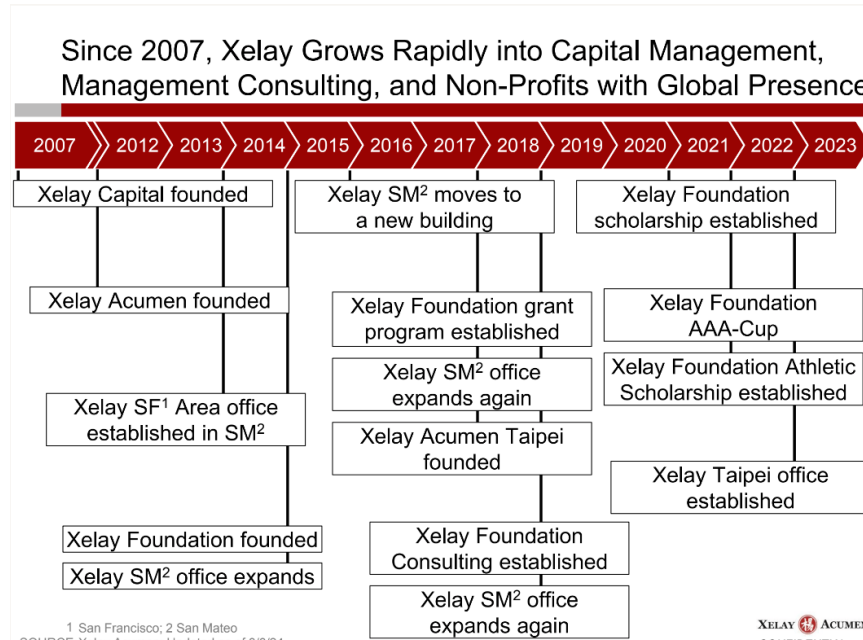 Since 2007, Xelay Grows Rapidly into Capital Management,
Management Consulting, and Non-Profits with Global Presence
2007 2012 2013 2014 2015 2016 2017 2018 2019 2020 2021 2022 2023
Xelay Capital founded
Xelay Acumen founded
Xelay SF¹ Area office
established in SM²
Xelay Foundation founded
Xelay SM² office expands
Xelay SM² moves to
a new building
Xelay Foundation grant
program established
Xelay SM² office
expands again
Xelay Acumen Taipei
founded
Xelay Foundation
Consulting established
Xelay SM² office
expands again
Xelay Foundation
scholarship established
Xelay Foundation
AAA-Cup
Xelay Foundation Athletic
Scholarship established
Xelay Taipei office
established
1 San Francisco; 2 San Mateo
XELAY ACUMEN